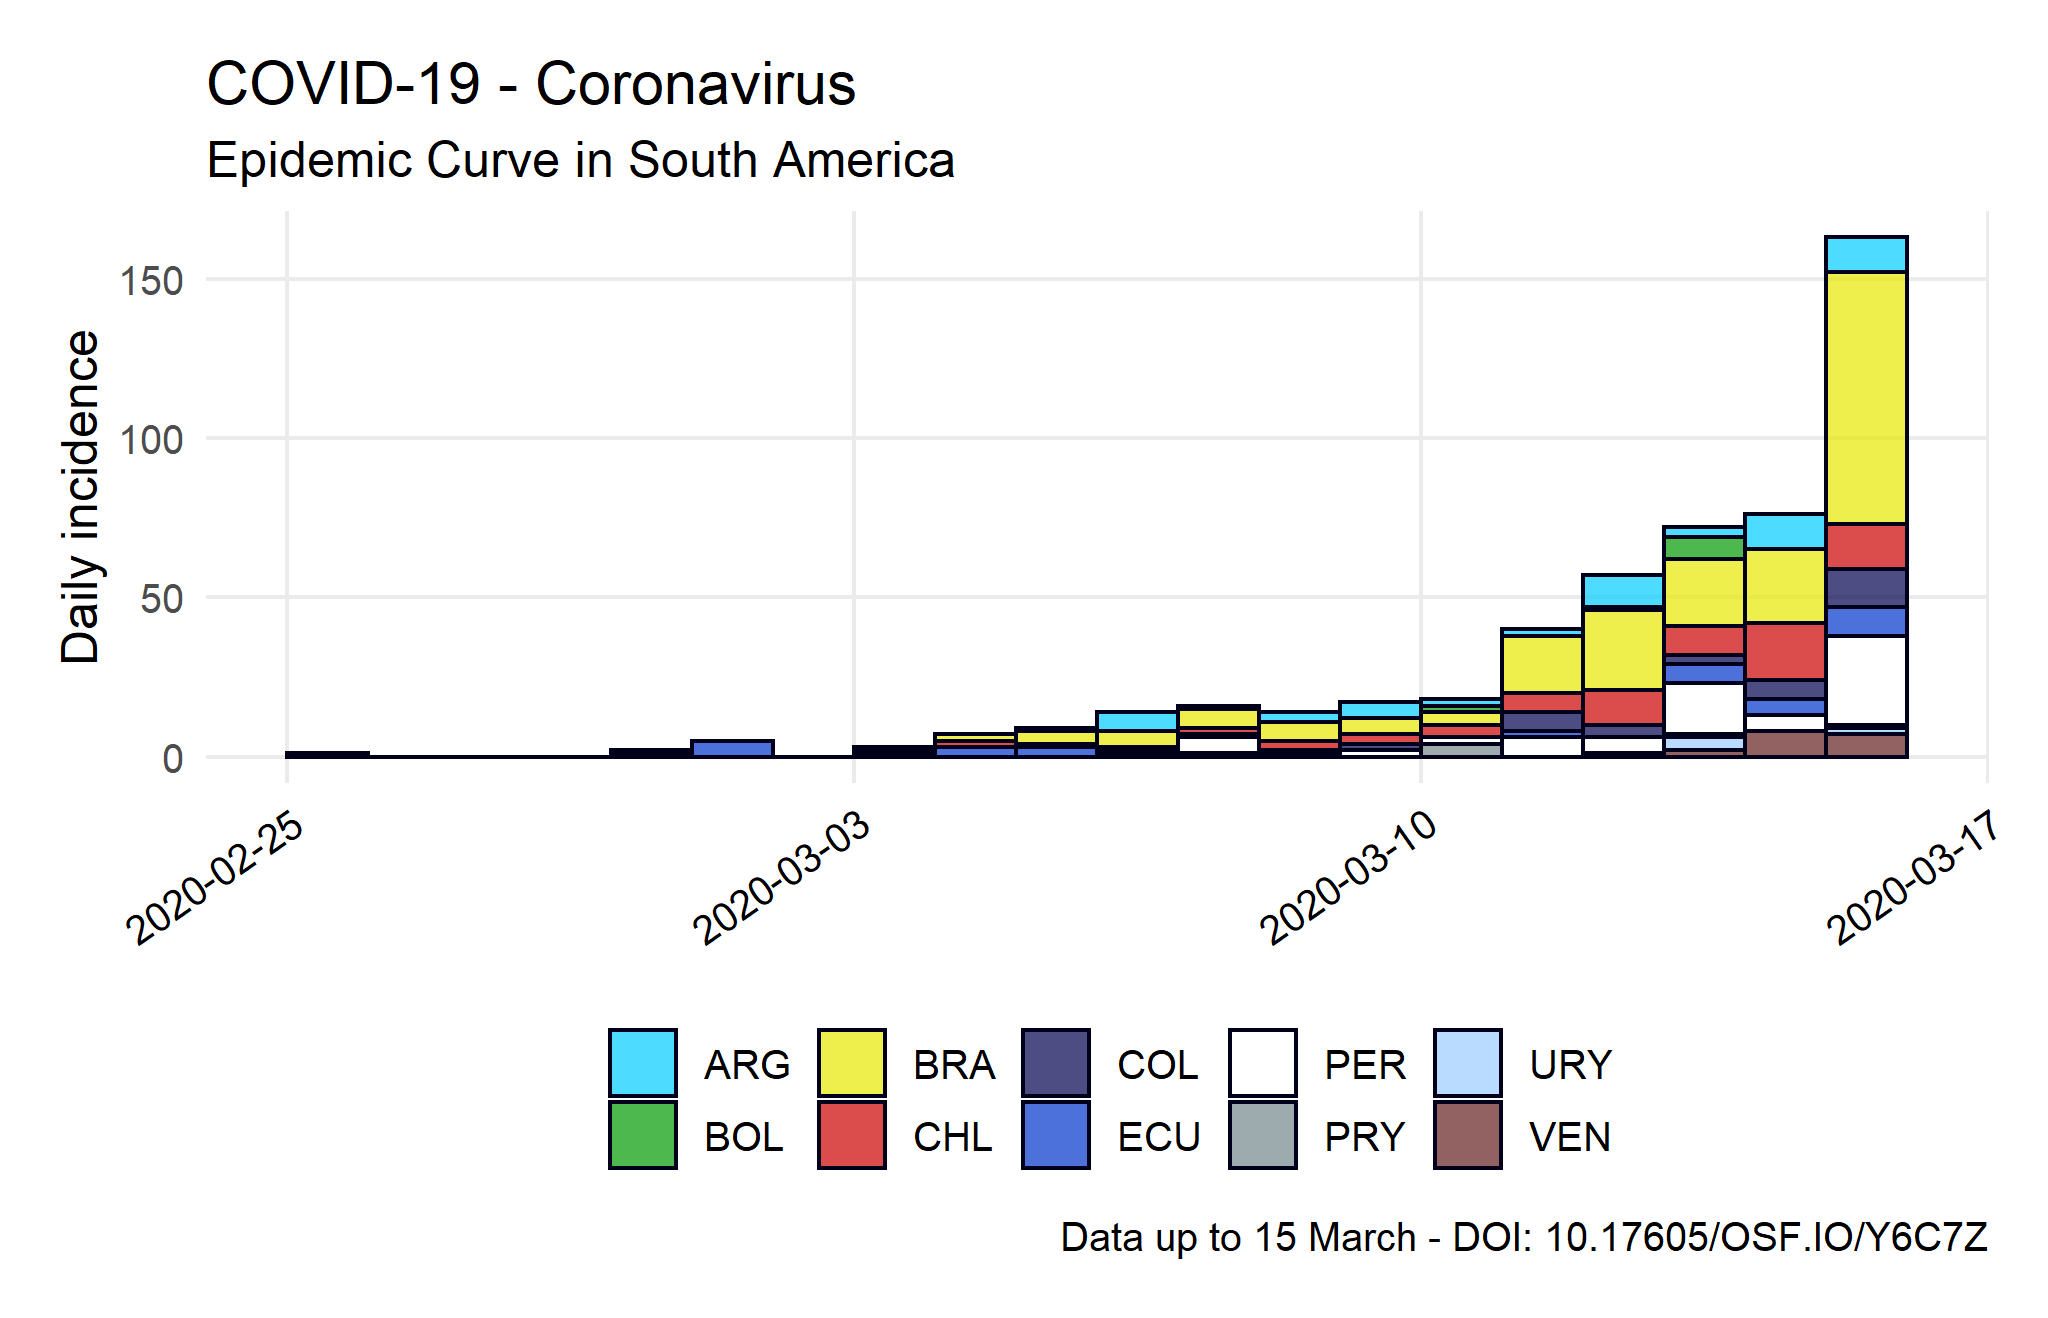 COVID-19 - Coronavirus
Epidemic Curve in South America
Daily incidence
150
100
50
0
2020-02-25
2020-03-03
2020-03-10
2020-03-17
ARG BRA COL PER URY
BOL CHL ECU PRY VEN
Data up to 15 March - DOI: 10.17605/OSF.IO/Y6C7Z